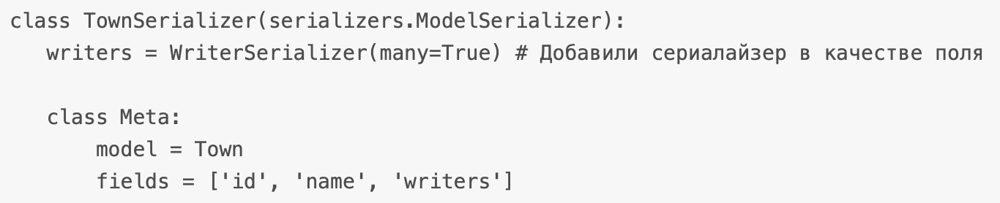 class TownSerializer(serializers.ModelSerializer):
writers = WriterSerializer(many=True) # Добавили сериалайзер в качестве поля
class Meta:
model = Town
fields = ['id', 'name', 'writers']